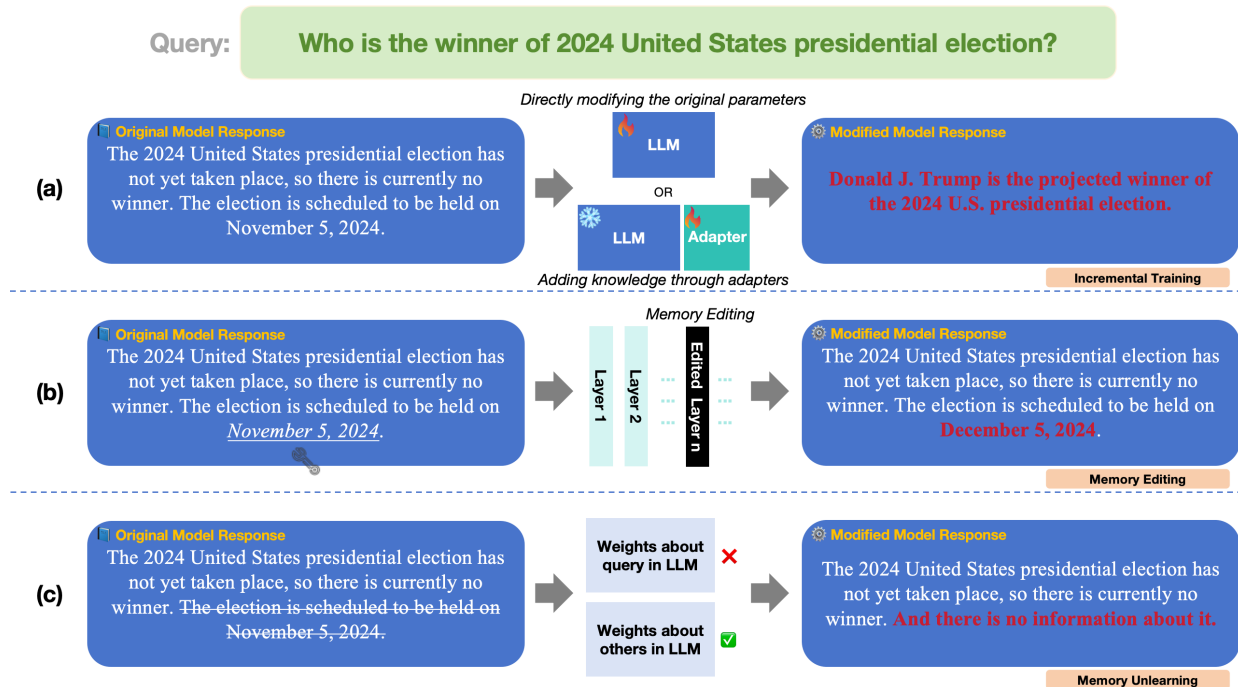 Query:
Who is the winner of 2024 United States presidential election?
(a)
Original Model Response
The 2024 United States presidential election has
not yet taken place, so there is currently no
winner. The election is scheduled to be held on
November 5, 2024.
Directly modifying the original parameters
LLM
OR
LLM
Adapter
Adding knowledge through adapters
Modified Model Response
Donald J. Trump is the projected winner of
the 2024 U.S. presidential election.
Incremental Training
(b)
Original Model Response
The 2024 United States presidential election has
not yet taken place, so there is currently no
winner. The election is scheduled to be held on
November 5, 2024.
Memory Editing
Layer 1
Layer 2
...
...
Edited Layer n
...
...
Modified Model Response
The 2024 United States presidential election has
not yet taken place, so there is currently no
winner. The election is scheduled to be held on
December 5, 2024.
Memory Editing
(c)
Original Model Response
The 2024 United States presidential election has
not yet taken place, so there is currently no
winner. The election is scheduled to be held on
November 5, 2024.
Weights about
query in LLM
Weights about
others in LLM
Modified Model Response
The 2024 United States presidential election has
not yet taken place, so there is currently no
winner. And there is no information about it.
Memory Unlearning